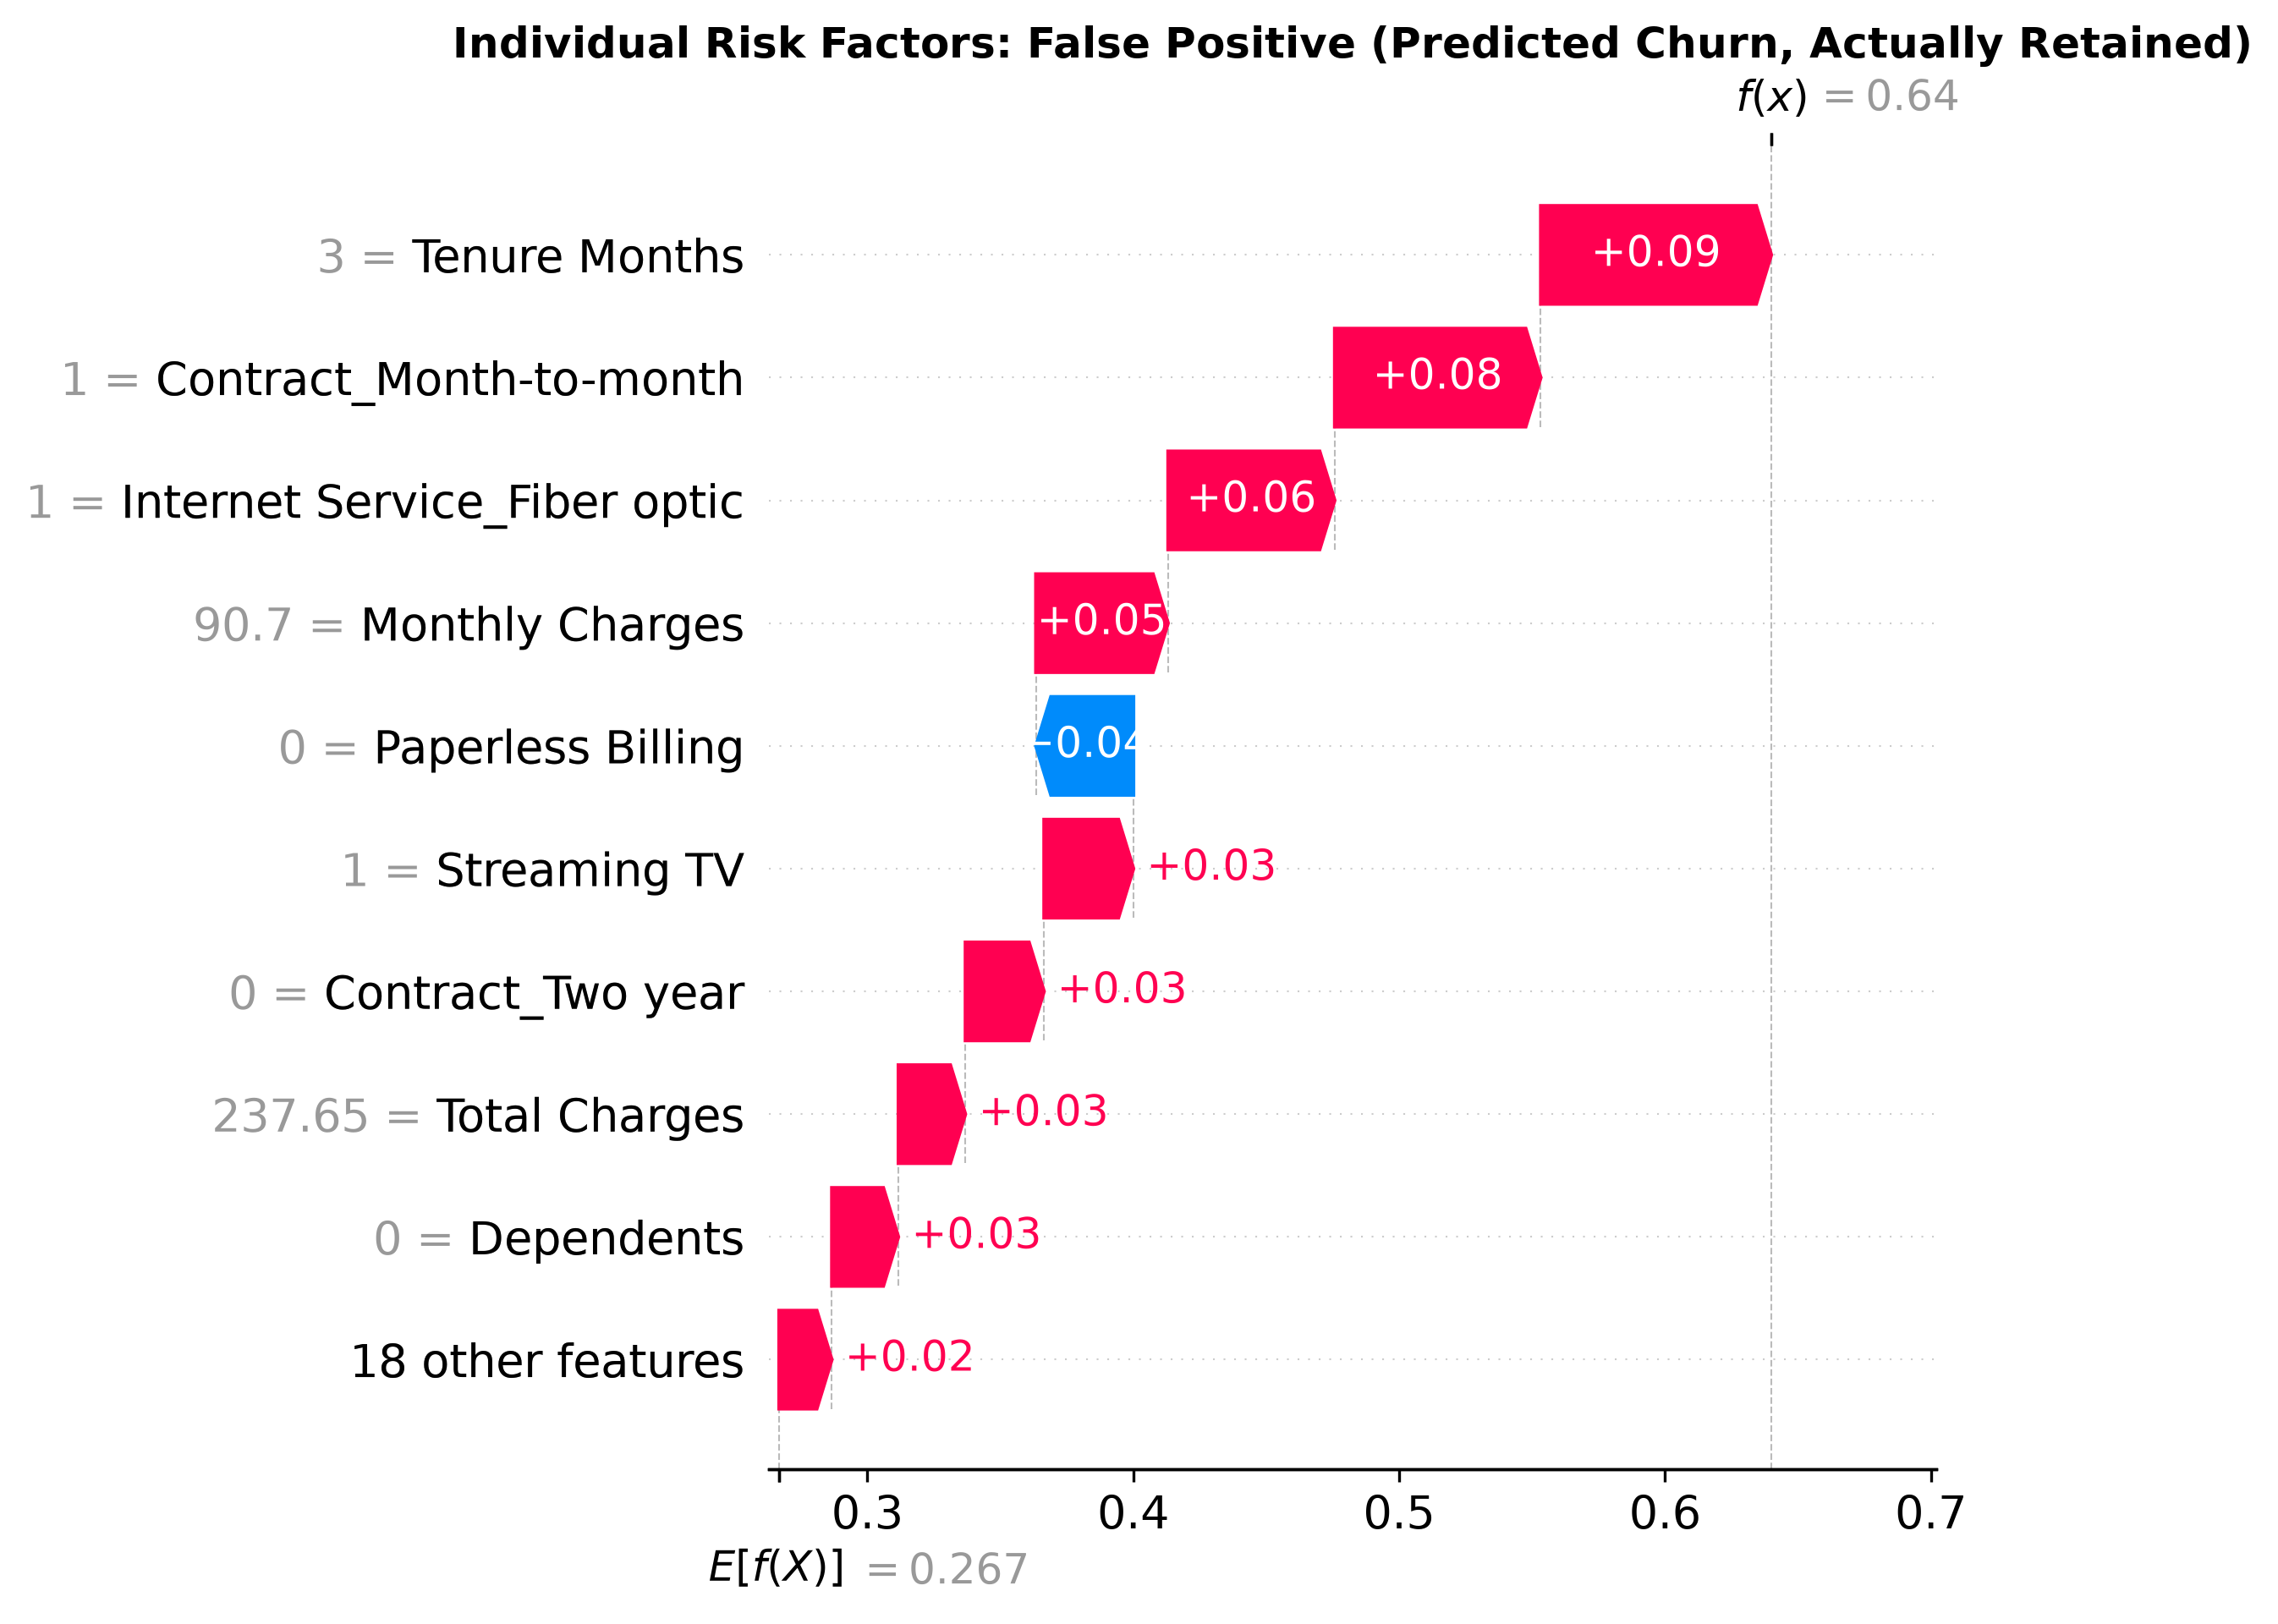 Individual Risk Factors: False Positive (Predicted Churn, Actually Retained)
f(x) = 0.64
3 = Tenure Months +0.09
1 = Contract_Month-to-month +0.08
1 = Internet Service_Fiber optic +0.06
90.7 = Monthly Charges +0.05
0 = Paperless Billing −0.04
1 = Streaming TV +0.03
0 = Contract_Two year +0.03
237.65 = Total Charges +0.03
0 = Dependents +0.03
18 other features +0.02
0.3 0.4 0.5 0.6 0.7
E[f(X)] = 0.267